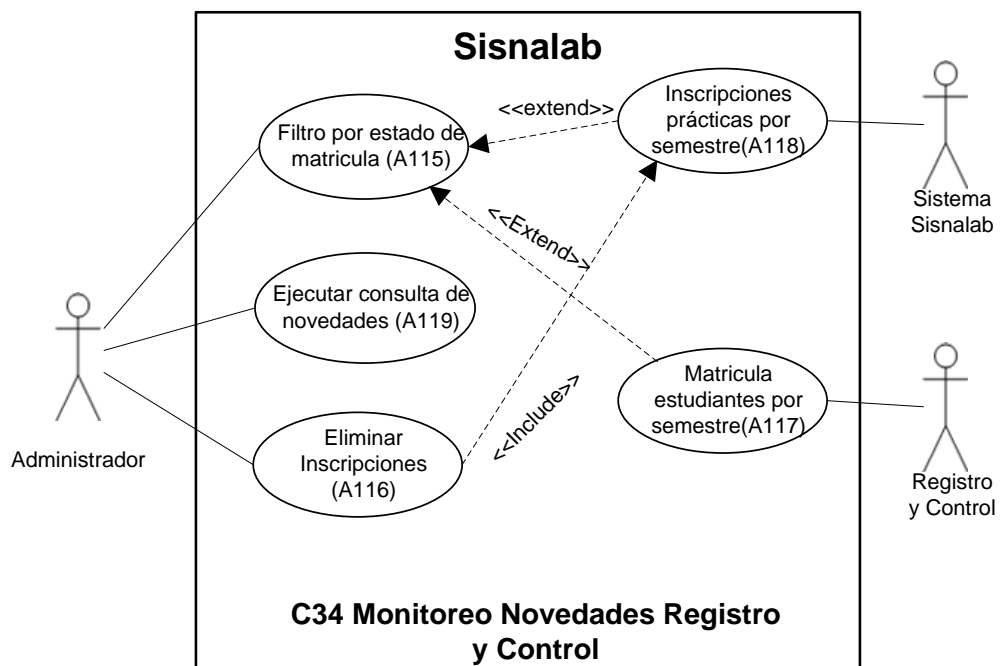 Sisnalab
<<extend>>
Filtro por estado de
matricula (A115)
Inscripciones
prácticas por
semestre(A118)
Sistema
Sisnalab
<<Extend>>
Ejecutar consulta de
novedades (A119)
<<Include>>
Matricula
estudiantes por
semestre(A117)
Administrador
Eliminar
Inscripciones
(A116)
Registro
y Control
C34 Monitoreo Novedades Registro
y Control